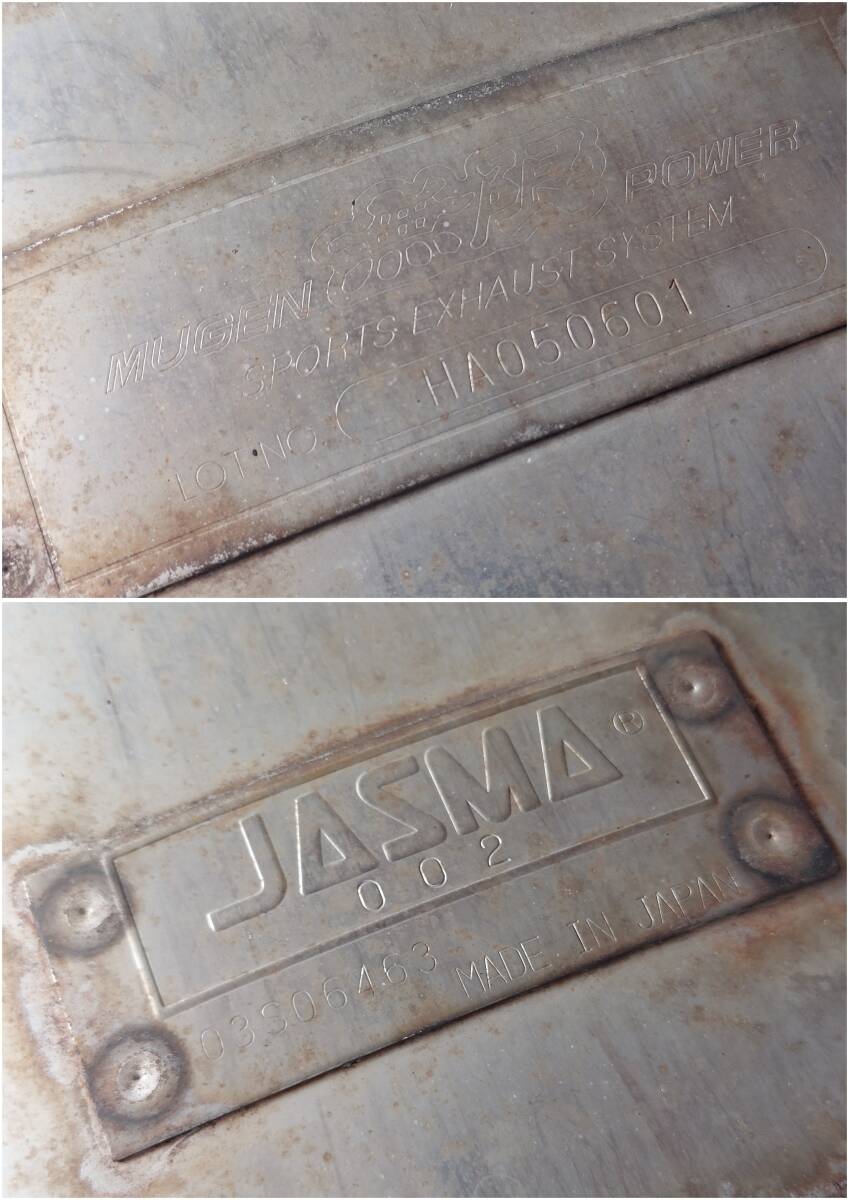 MUGEN POWER
SPORTS EXHAUST SYSTEM
LOT NO HA050601
JASMA®
002
03S06463 MADE IN JAPAN